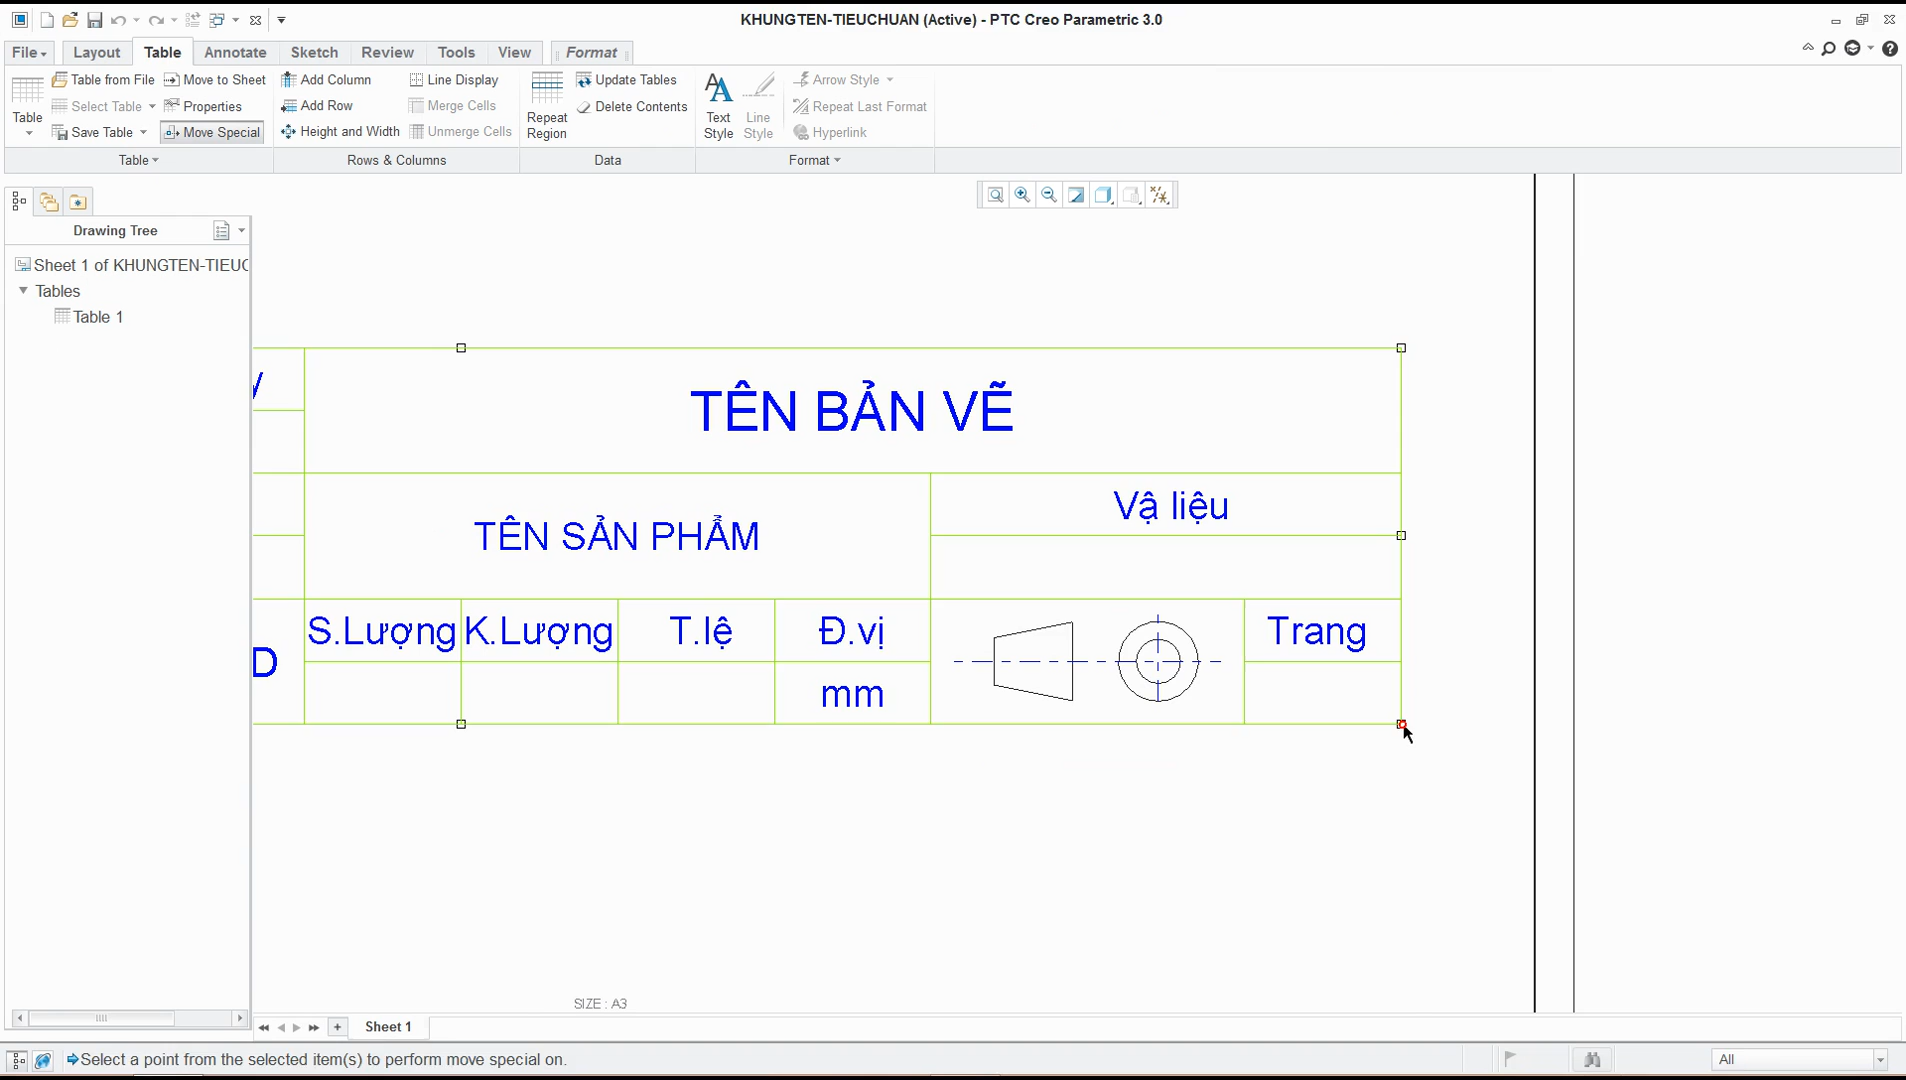 KHUNGTEN-TIEUCHUAN (Active) - PTC Creo Parametric 3.0
File Layout Table Annotate Sketch Review Tools View Format
Table from File Move to Sheet Add Column Line Display Update Tables Arrow Style
Select Table Properties Add Row Merge Cells Delete Contents Repeat Last Format
Table Save Table Move Special Height and Width Unmerge Cells Repeat Region Text Style Line Style Hyperlink
Table Rows & Columns Data Format
Drawing Tree
Sheet 1 of KHUNGTEN-TIEUC
Tables
Table 1
TÊN BẢN VẼ
Vậ liệu
TÊN SẢN PHẨM
S.Lượng K.Lượng T.lệ Đ.vị Trang
D
mm
SIZE : A3
Sheet 1
Select a point from the selected item(s) to perform move special on.
All